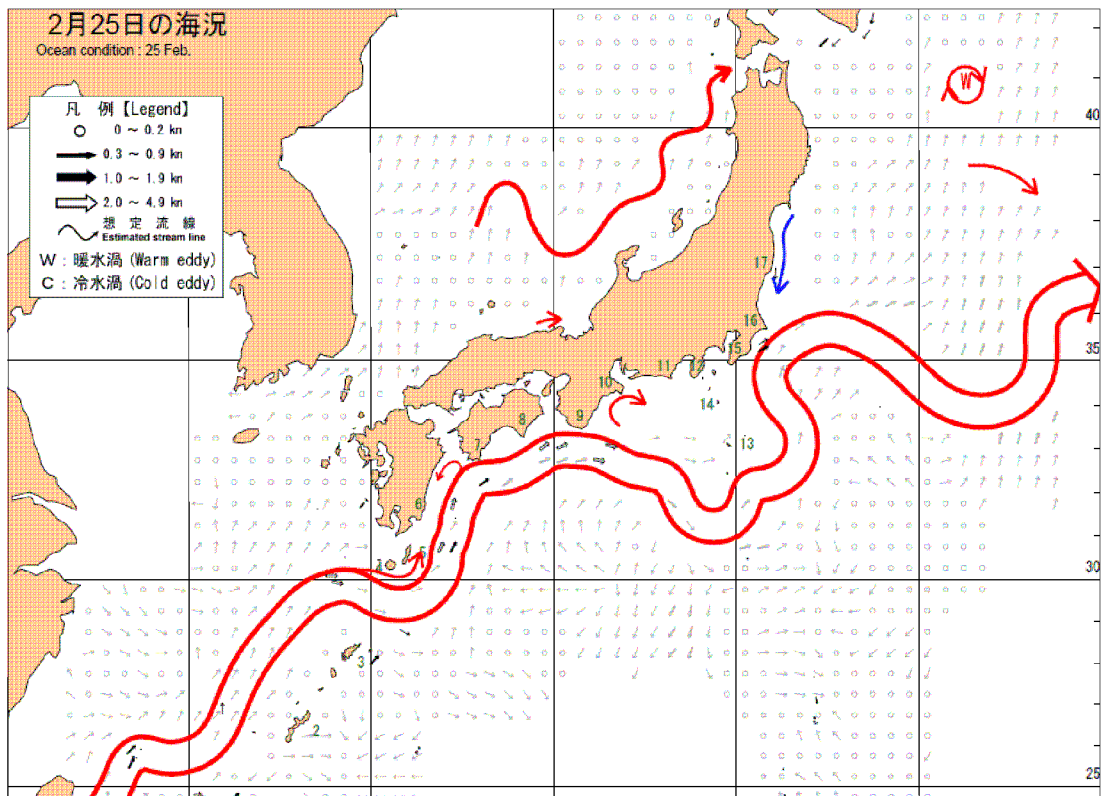 2月25日の海況
Ocean condition : 25 Feb.
凡 例【Legend】
0 ～ 0.2 kn
0.3 ～ 0.9 kn
1.0 ～ 1.9 kn
2.0 ～ 4.9 kn
想 定 流 線
Estimated stream line
W : 暖水渦 (Warm eddy)
C : 冷水渦 (Cold eddy)
W
40
17
16
15
35
12
11
10
14
9
8
13
7
6
5
4
30
3
2
25